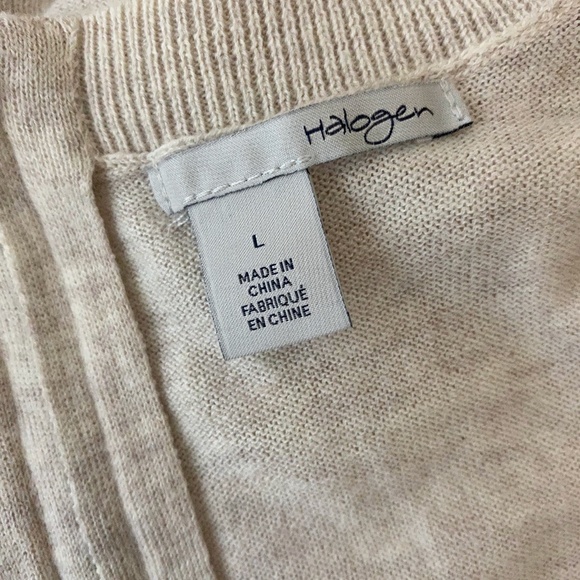 Halogen
L
MADE IN
CHINA
FABRIQUÉ
EN CHINE